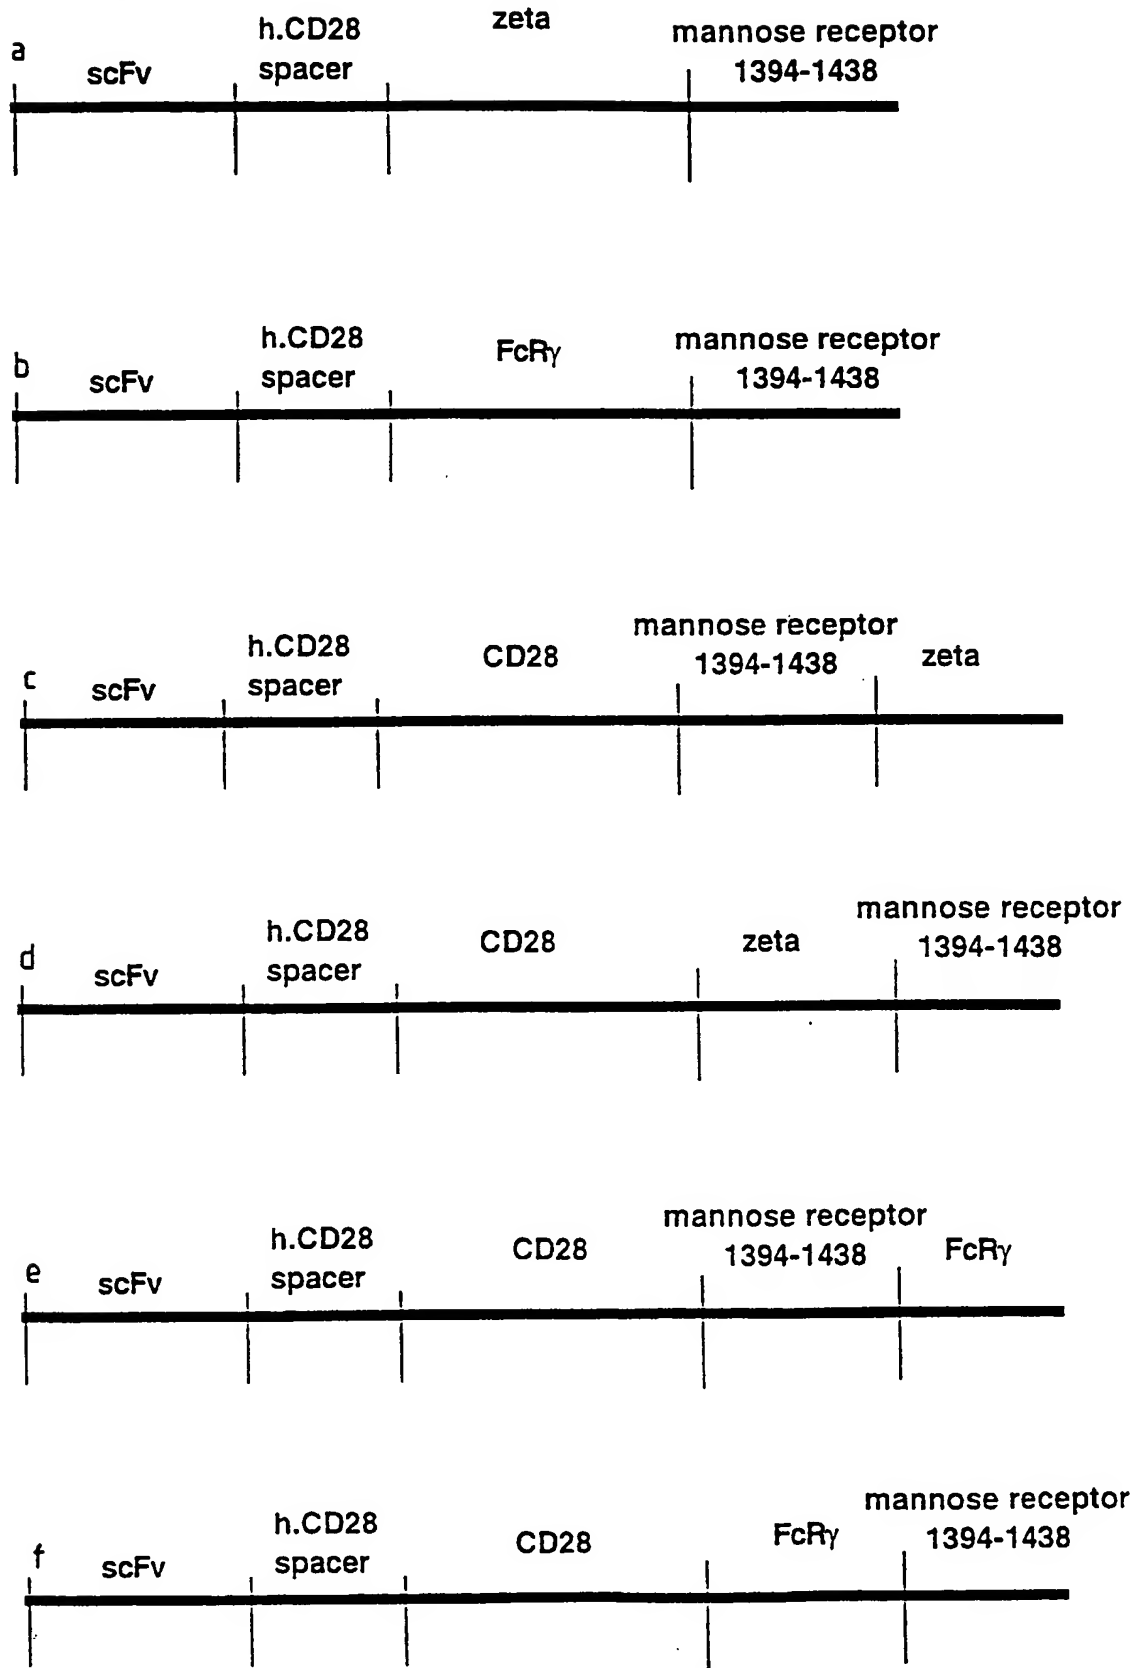 a
scFv
h.CD28
spacer
zeta
mannose receptor
1394-1438
b
scFv
h.CD28
spacer
FcRγ
mannose receptor
1394-1438
c
scFv
h.CD28
spacer
CD28
mannose receptor
1394-1438
zeta
d
scFv
h.CD28
spacer
CD28
zeta
mannose receptor
1394-1438
e
scFv
h.CD28
spacer
CD28
mannose receptor
1394-1438
FcRγ
f
scFv
h.CD28
spacer
CD28
FcRγ
mannose receptor
1394-1438